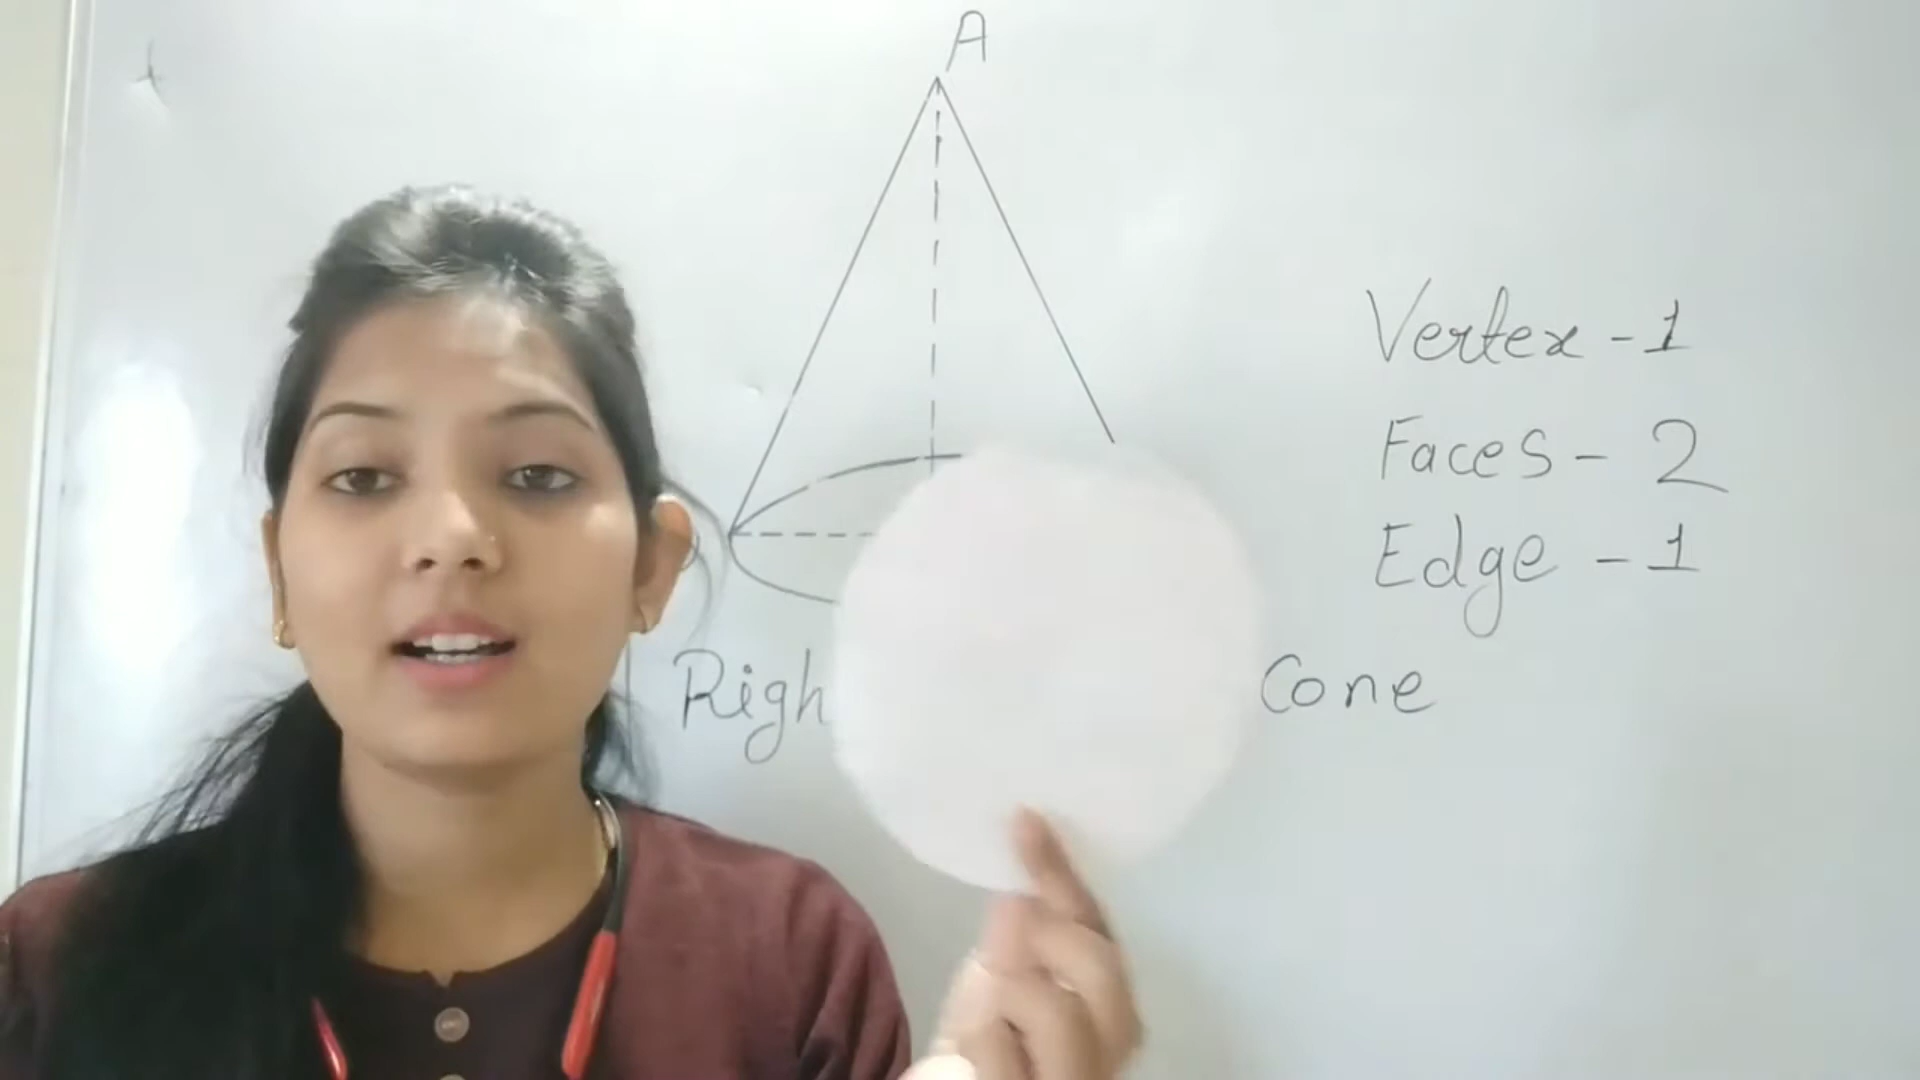 A
Vertex - 1
Faces - 2
Edge - 1
Righ Cone